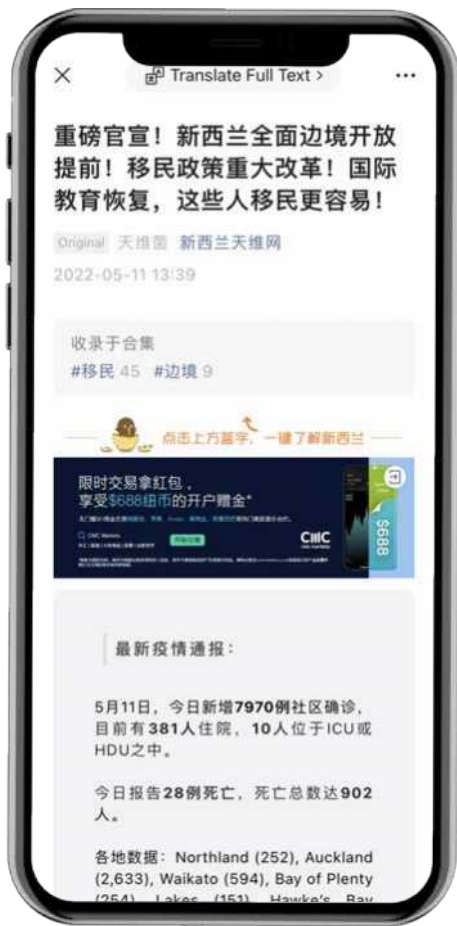 Translate Full Text >
重磅官宣！新西兰全面边境开放
提前！移民政策重大改革！国际
教育恢复，这些人移民更容易！
Original 天维菌 新西兰天维网
2022-05-11 13:39
收录于合集
#移民 45 #边境 9
点击上方蓝字，一键了解新西兰
限时交易拿红包，
享受$688纽币的开户赠金*
CMC Markets
CMC
$688
最新疫情通报：
5月11日，今日新增7970例社区确诊，
目前有381人住院，10人位于ICU或
HDU之中。
今日报告28例死亡，死亡总数达902
人。
各地数据：Northland (252), Auckland
(2,633), Waikato (594), Bay of Plenty
(254), Lakes (151), Hawke's Bay